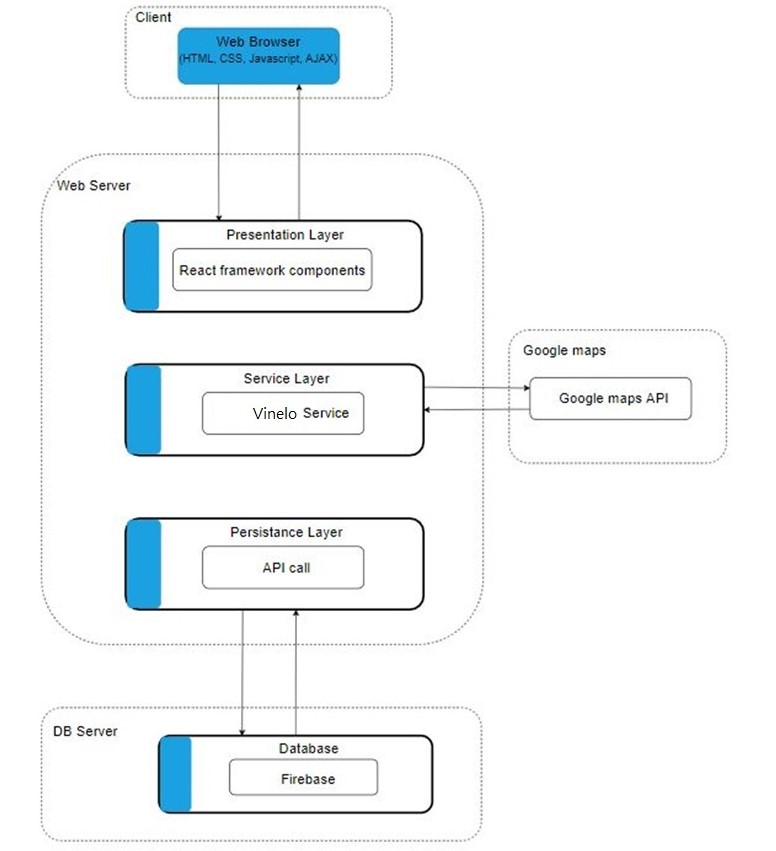 Client
Web Browser
(HTML, CSS, Javascript, AJAX)
Web Server
Presentation Layer
React framework components
Service Layer
Vinelo Service
Google maps
Google maps API
Persistance Layer
API call
DB Server
Database
Firebase